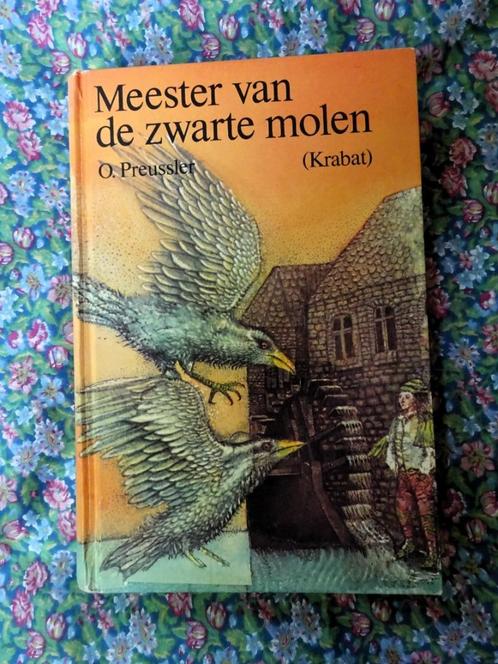 Meester van
de zwarte molen
O. Preussler (Krabat)